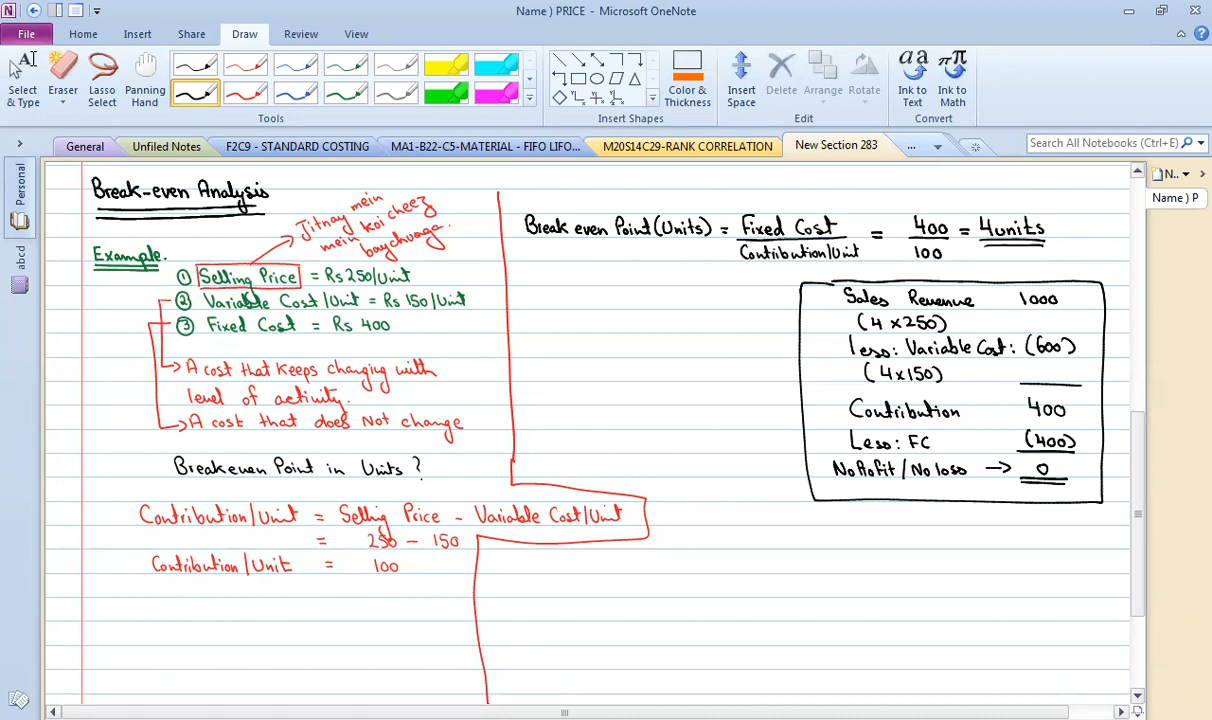 Name ) PRICE - Microsoft OneNote
File Home Insert Share Draw Review View
Select & Type
Eraser
Lasso Select
Panning Hand
Tools
Insert Shapes
Color & Thickness
Insert Space
Delete
Arrange
Rotate
Edit
Ink to Text
Ink to Math
Convert
General
Unfiled Notes
F2C9 - STANDARD COSTING
MA1-B22-C5-MATERIAL - FIFO LIFO...
M20S14C29-RANK CORRELATION
New Section 283
...
Search All Notebooks (Ctrl+E)
Personal
abcd
N..
Name ) P
Break-even Analysis
Jitnay mein
mein koi cheez
baychuaga.
Example.
① Selling Price = Rs 250/Unit
② Variable Cost/Unit = Rs 150/Unit
③ Fixed Cost = Rs 400
A cost that keeps changing with
level of activity.
A cost that does Not change
Breakeven Point in Units ?
Contribution/Unit = Selling Price - Variable Cost/Unit
= 250 - 150
Contribution/Unit = 100
Break even Point (Units) = Fixed Cost = 400 = 4units
Contribution/Unit 100
Sales Revenue 1000
(4 x 250)
less: Variable Cost: (600)
(4x150)
Contribution 400
Less: FC (400)
No Profit / No loss → 0